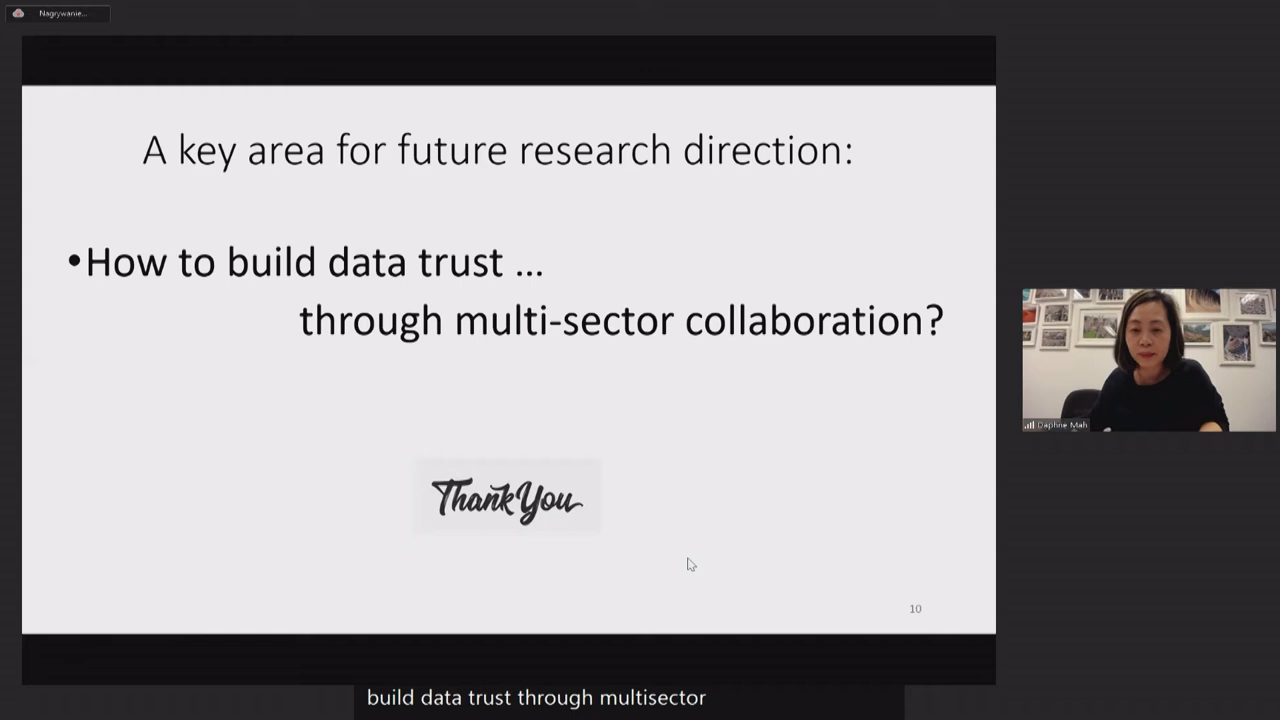 Nagrywanie...
A key area for future research direction:
•How to build data trust ...
through multi-sector collaboration?
Thank You
10
Daphne Mah
build data trust through multisector